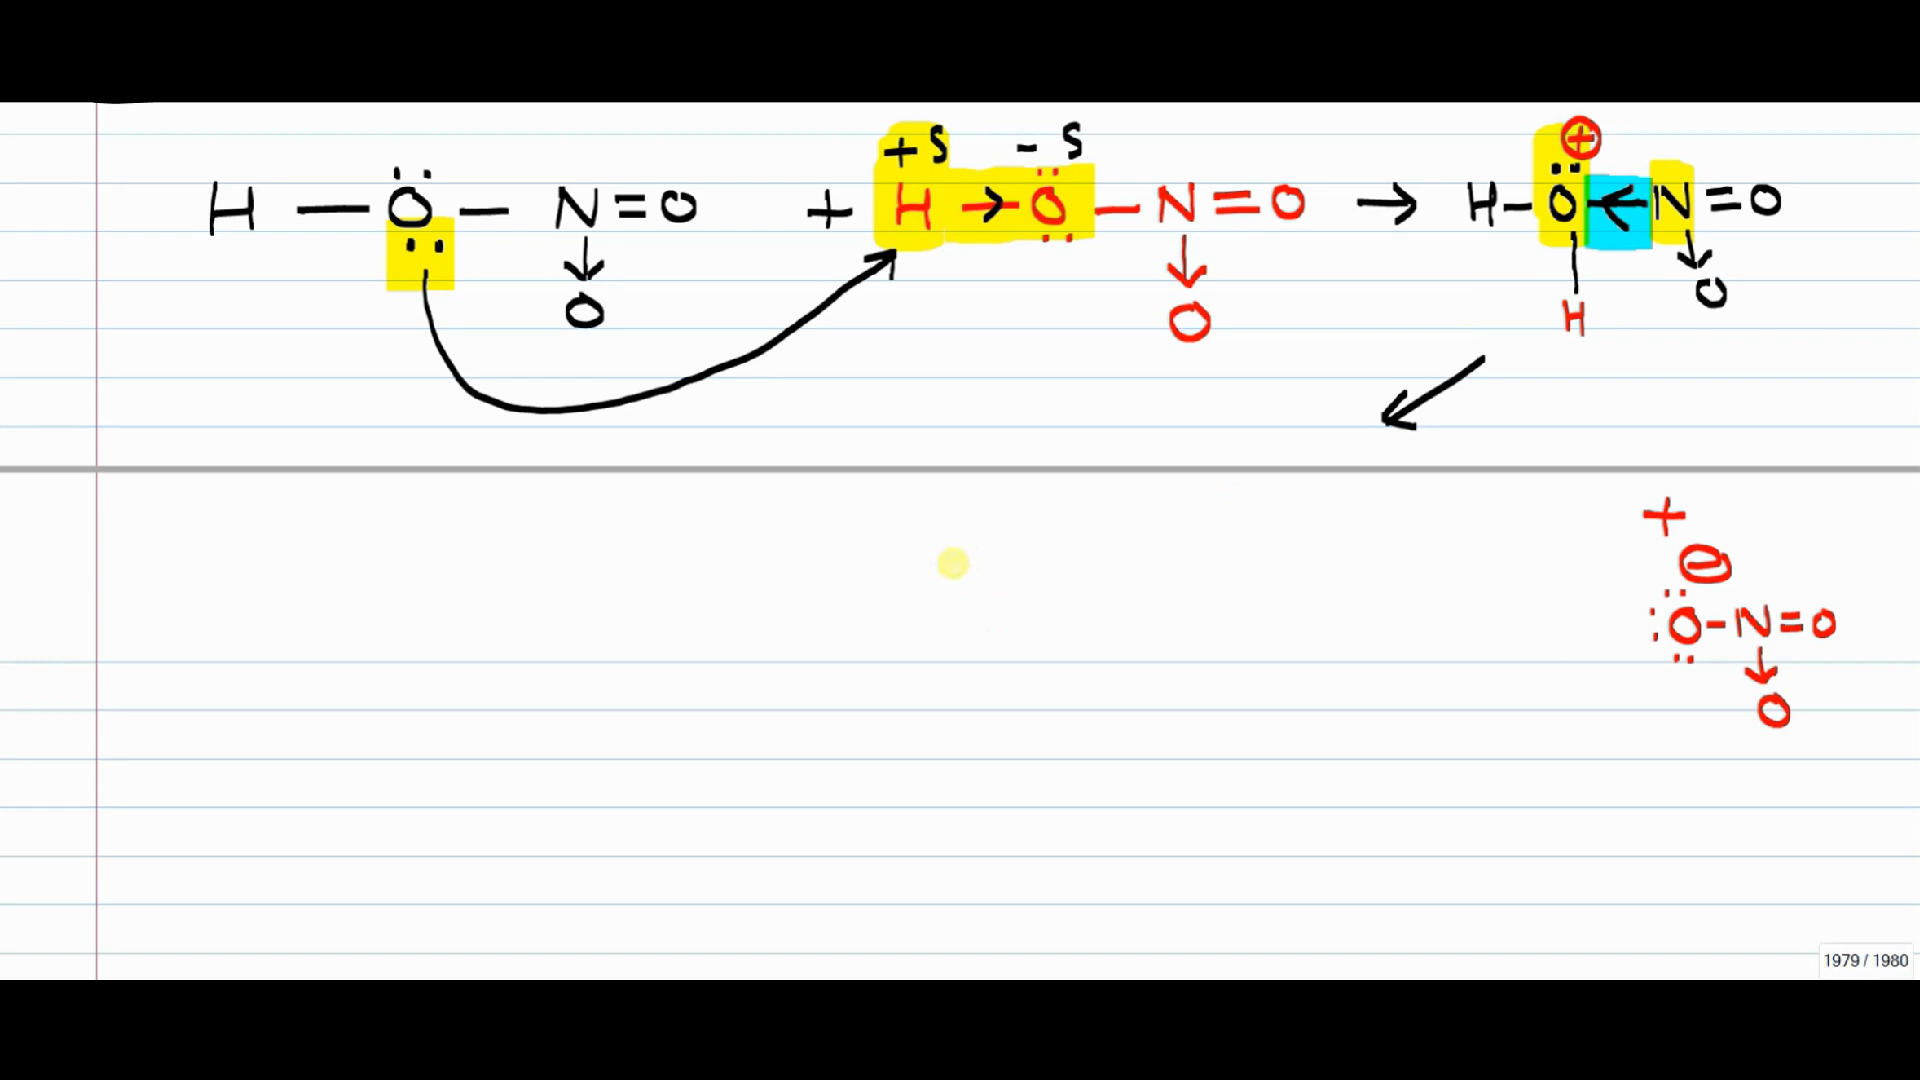 +δ -δ ⊕
H — Ö — N = O + H → Ö — N = O → H - Ö ← N = O
↓ ↓ ↓
O O H O
+
⊖
:Ö - N = O
↓
O
1979 / 1980